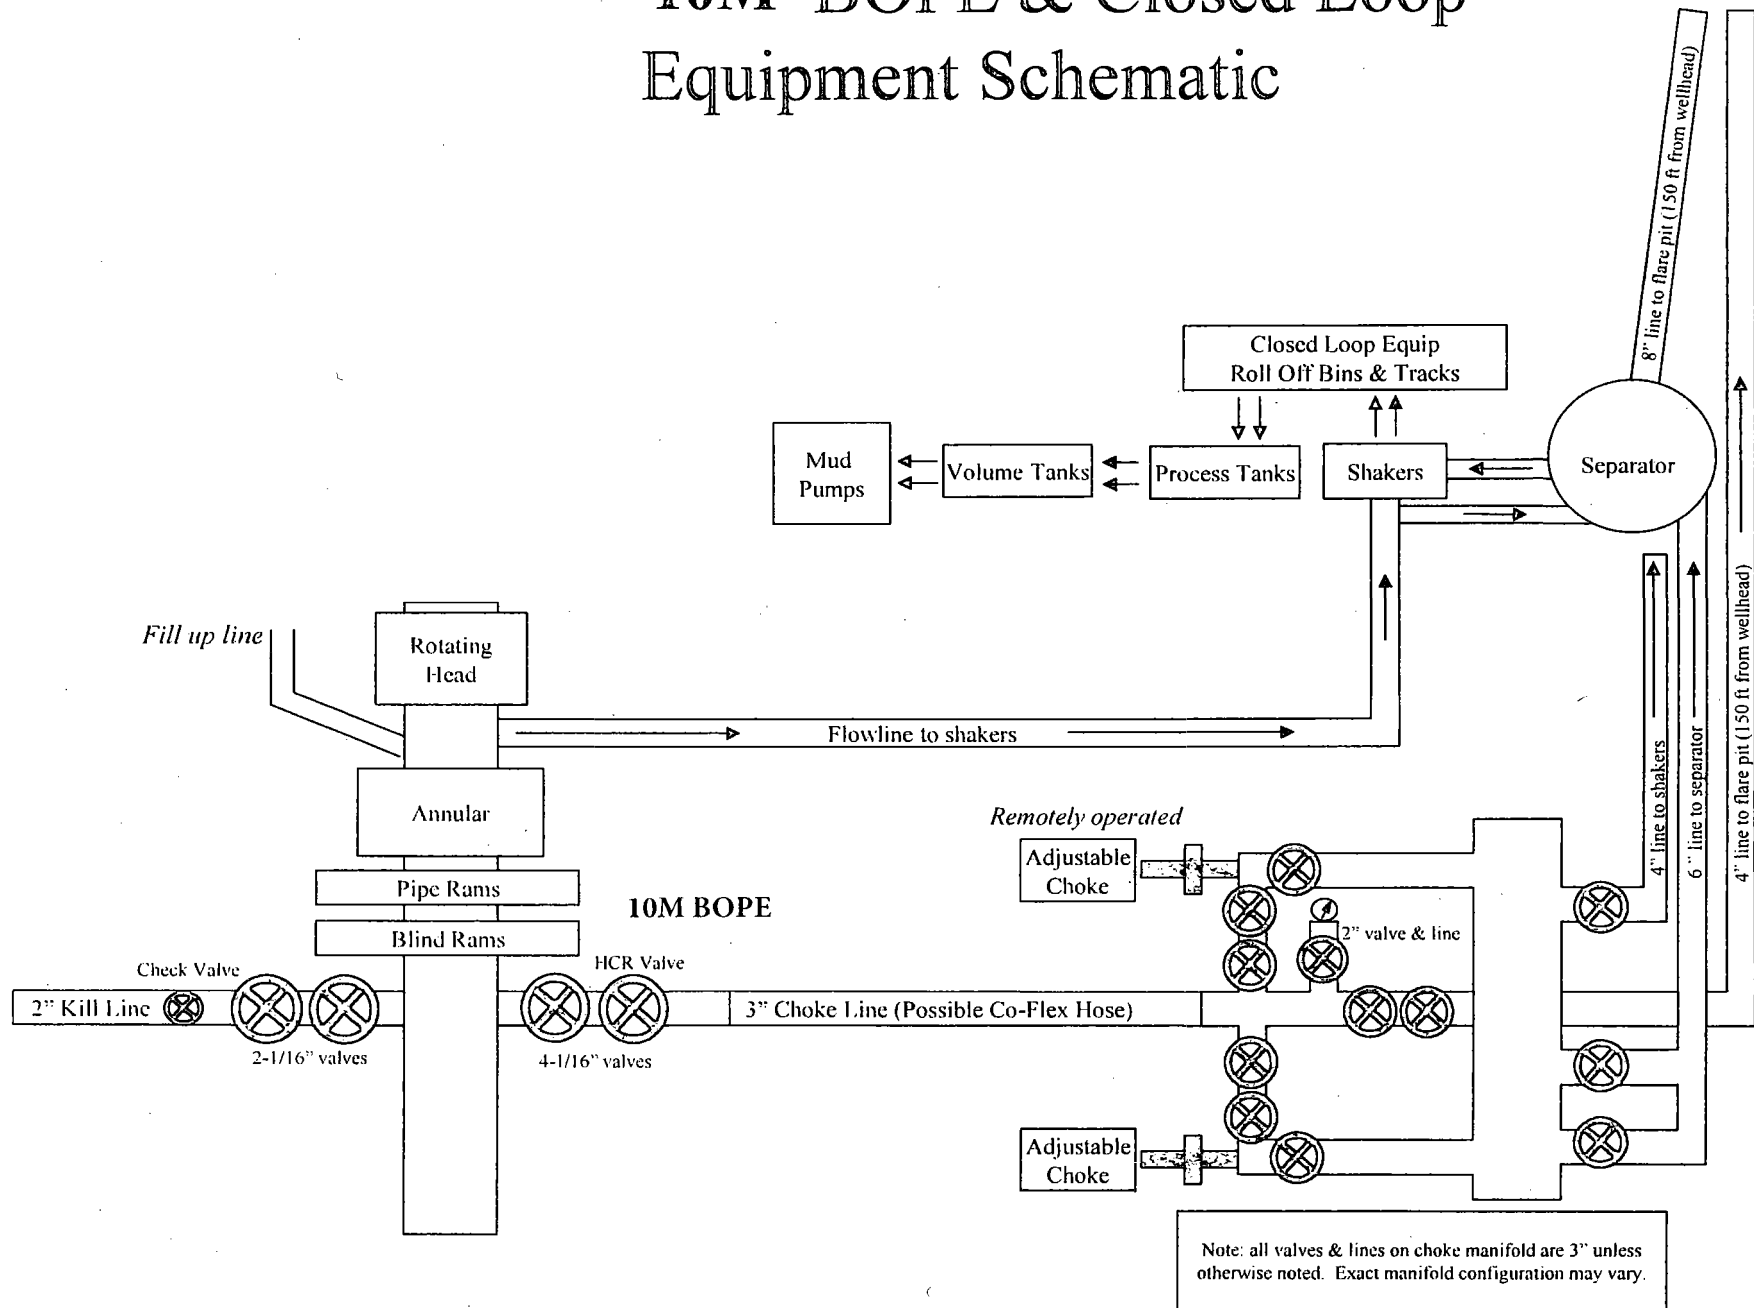 10M BOPE & Closed Loop
Equipment Schematic
8” line to flare pit (150 ft from wellhead)
Closed Loop Equip
Roll Off Bins & Tracks
Mud
Pumps
Volume Tanks
Process Tanks
Shakers
Separator
Fill up line
Rotating
Head
Flowline to shakers
Annular
Remotely operated
Adjustable
Choke
4” line to shakers
6” line to separator
4” line to flare pit (150 ft from wellhead)
Pipe Rams
10M BOPE
Blind Rams
2” valve & line
Check Valve
HCR Valve
2” Kill Line
3” Choke Line (Possible Co-Flex Hose)
2-1/16” valves
4-1/16” valves
Adjustable
Choke
Note: all valves & lines on choke manifold are 3” unless
otherwise noted. Exact manifold configuration may vary.